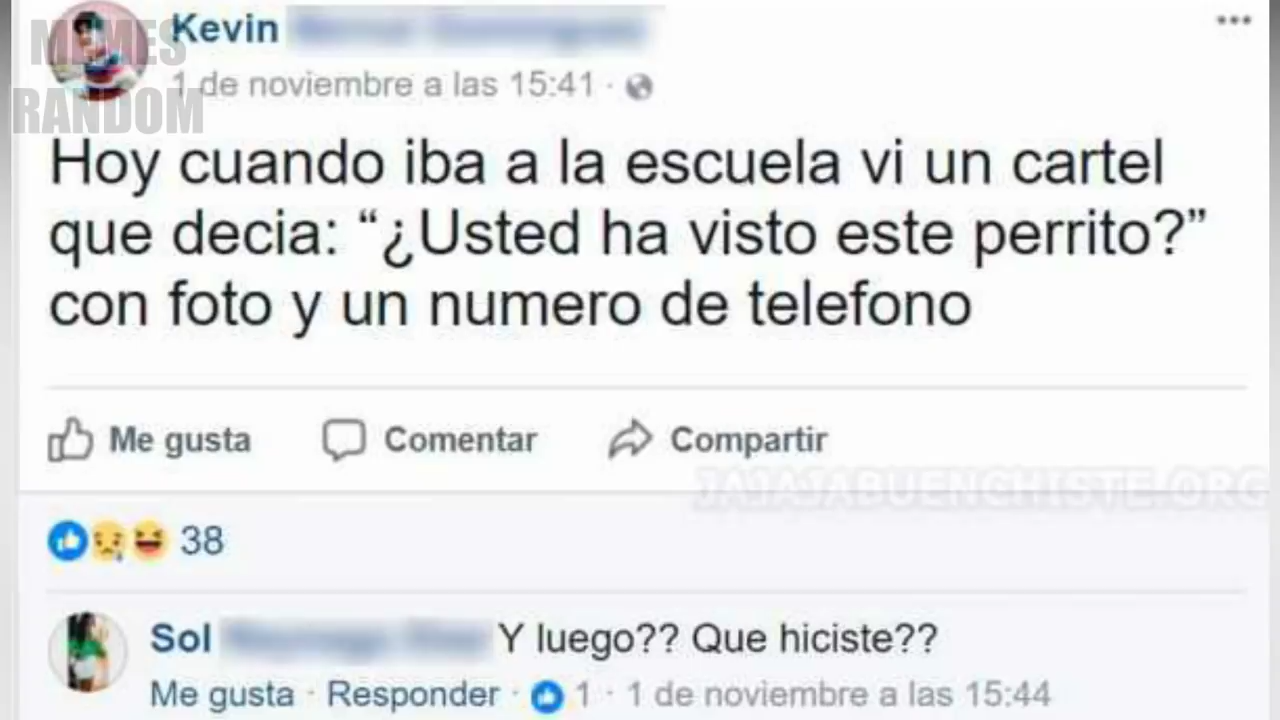 MEMES
RANDOM
Kevin
1 de noviembre a las 15:41
Hoy cuando iba a la escuela vi un cartel
que decia: “¿Usted ha visto este perrito?”
con foto y un numero de telefono
Me gusta Comentar Compartir
JAJAJABUENCHISTE.ORG
38
Sol Y luego?? Que hiciste??
Me gusta · Responder · 1 · 1 de noviembre a las 15:44